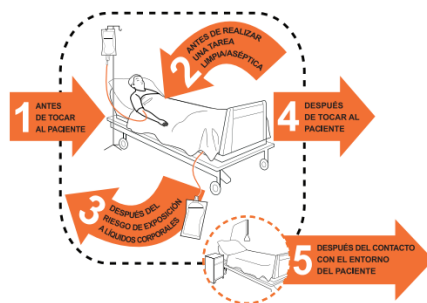 1 ANTES
DE TOCAR
AL PACIENTE
2 ANTES DE REALIZAR
UNA TAREA
LIMPIA/ASÉPTICA
3 DESPUÉS DEL
RIESGO DE EXPOSICIÓN
A LÍQUIDOS CORPORALES
4 DESPUÉS
DE TOCAR AL
PACIENTE
5 DESPUÉS DEL CONTACTO
CON EL ENTORNO
DEL PACIENTE